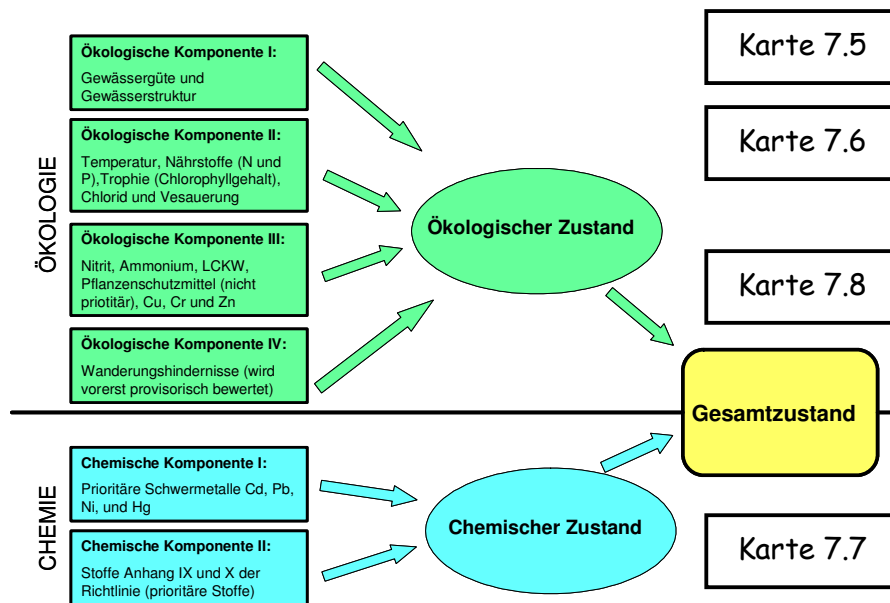 ÖKOLOGIE
Ökologische Komponente I:
Gewässergüte und
Gewässerstruktur
Ökologische Komponente II:
Temperatur, Nährstoffe (N und
P),Trophie (Chlorophyllgehalt),
Chlorid und Vesauerung
Ökologische Komponente III:
Nitrit, Ammonium, LCKW,
Pflanzenschutzmittel (nicht
priotitär), Cu, Cr und Zn
Ökologische Komponente IV:
Wanderungshindernisse (wird
vorerst provisorisch bewertet)
Ökologischer Zustand
Karte 7.5
Karte 7.6
Karte 7.8
Gesamtzustand
CHEMIE
Chemische Komponente I:
Prioritäre Schwermetalle Cd, Pb,
Ni, und Hg
Chemische Komponente II:
Stoffe Anhang IX und X der
Richtlinie (prioritäre Stoffe)
Chemischer Zustand
Karte 7.7